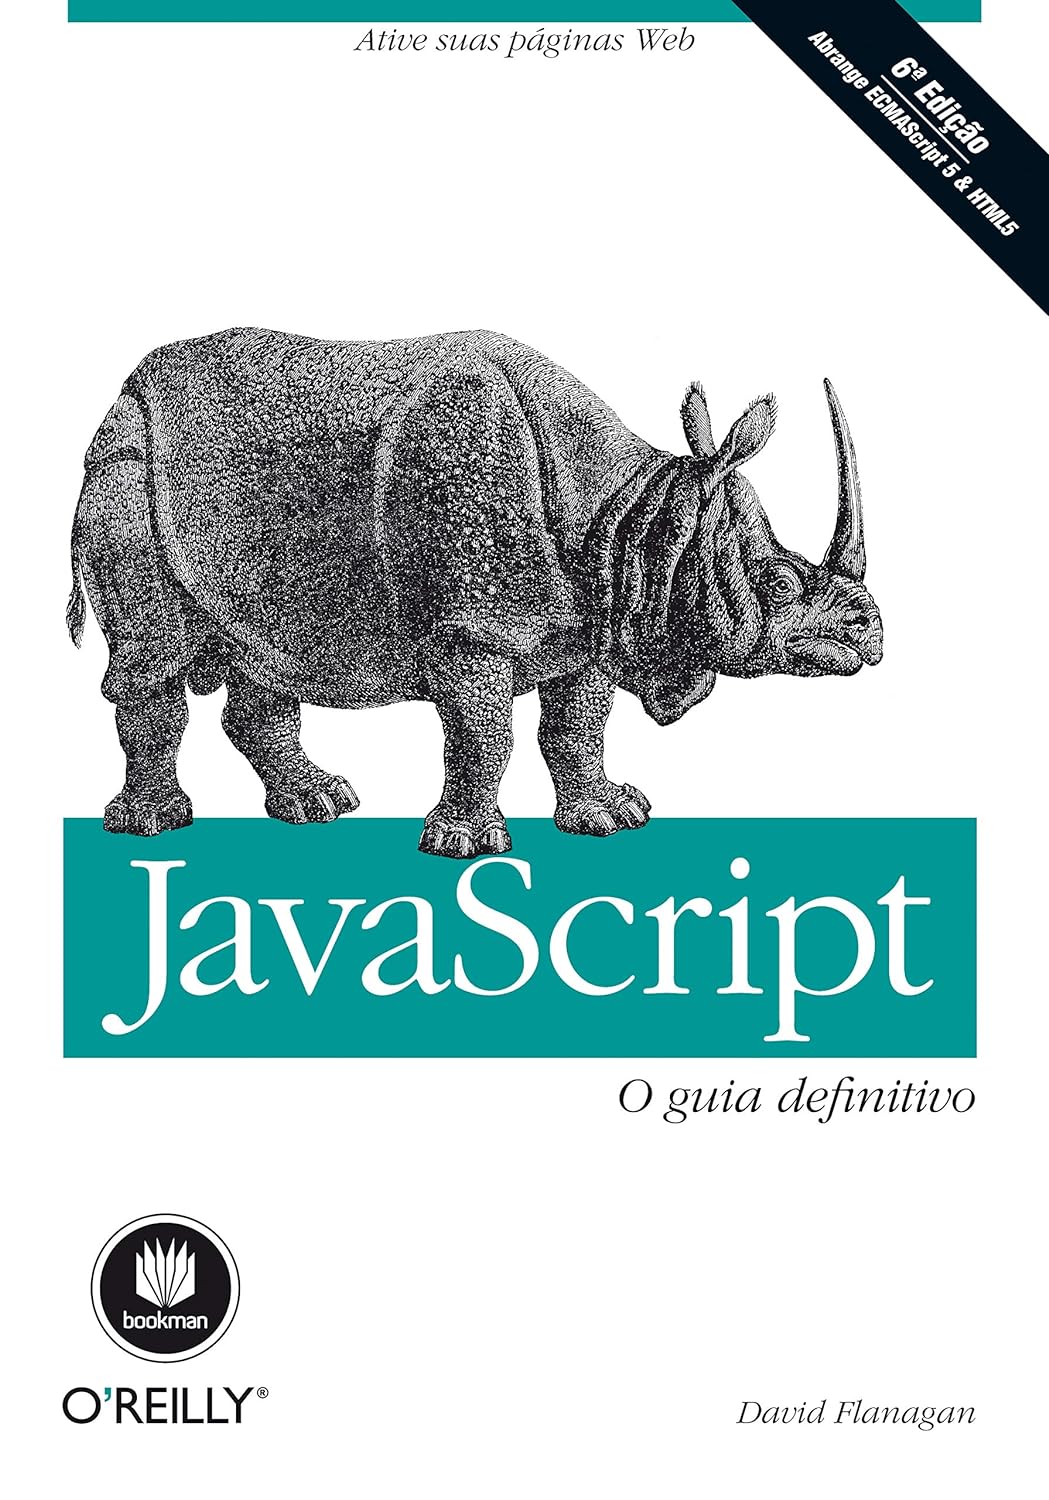 Ative suas páginas Web
6ª Edição
Abrange ECMAScript 5 & HTML5
JavaScript
O guia definitivo
bookman
O'REILLY®
David Flanagan